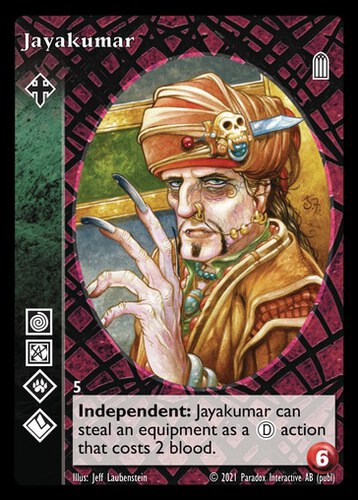 Jayakumar
5
Independent: Jayakumar can
steal an equipment as a Ⓓ action
that costs 2 blood.
6
Illus: Jeff Laubenstein © 2021 Paradox Interactive AB (publ)